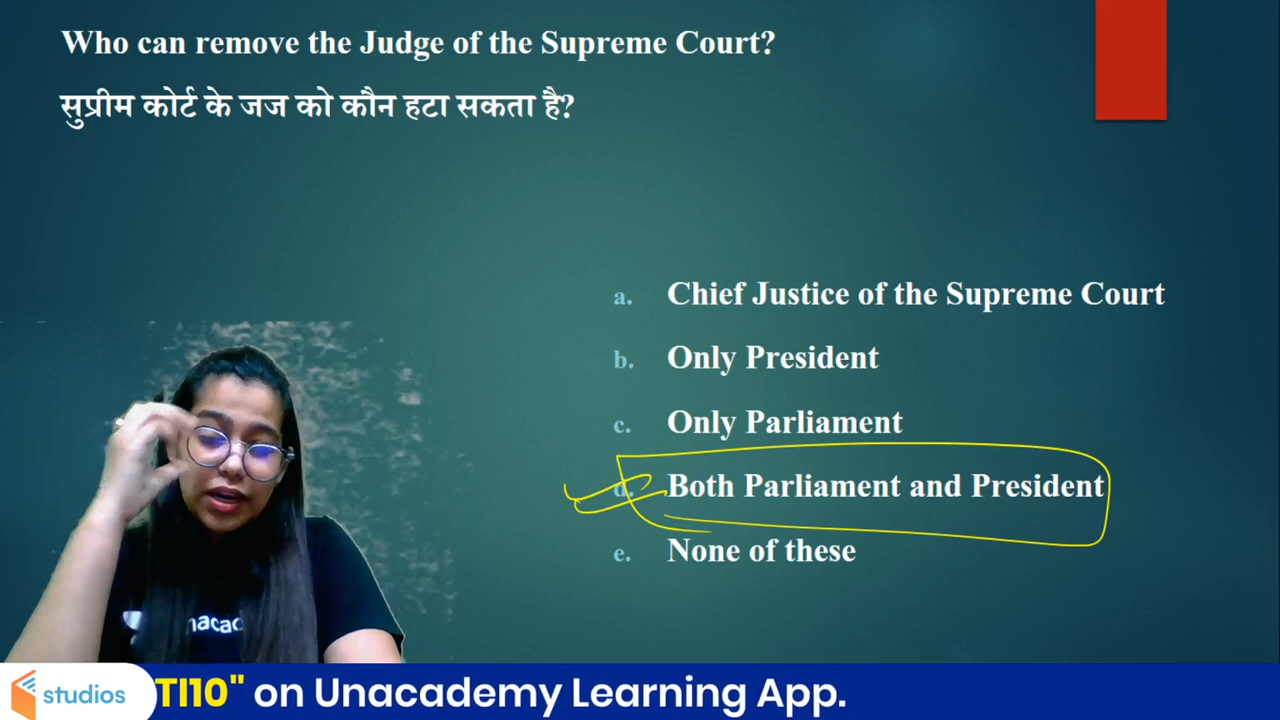 Who can remove the Judge of the Supreme Court?
सुप्रीम कोर्ट के जज को कौन हटा सकता है?
a. Chief Justice of the Supreme Court
b. Only President
c. Only Parliament
d. Both Parliament and President
e. None of these
nacad
studios TI10" on Unacademy Learning App.